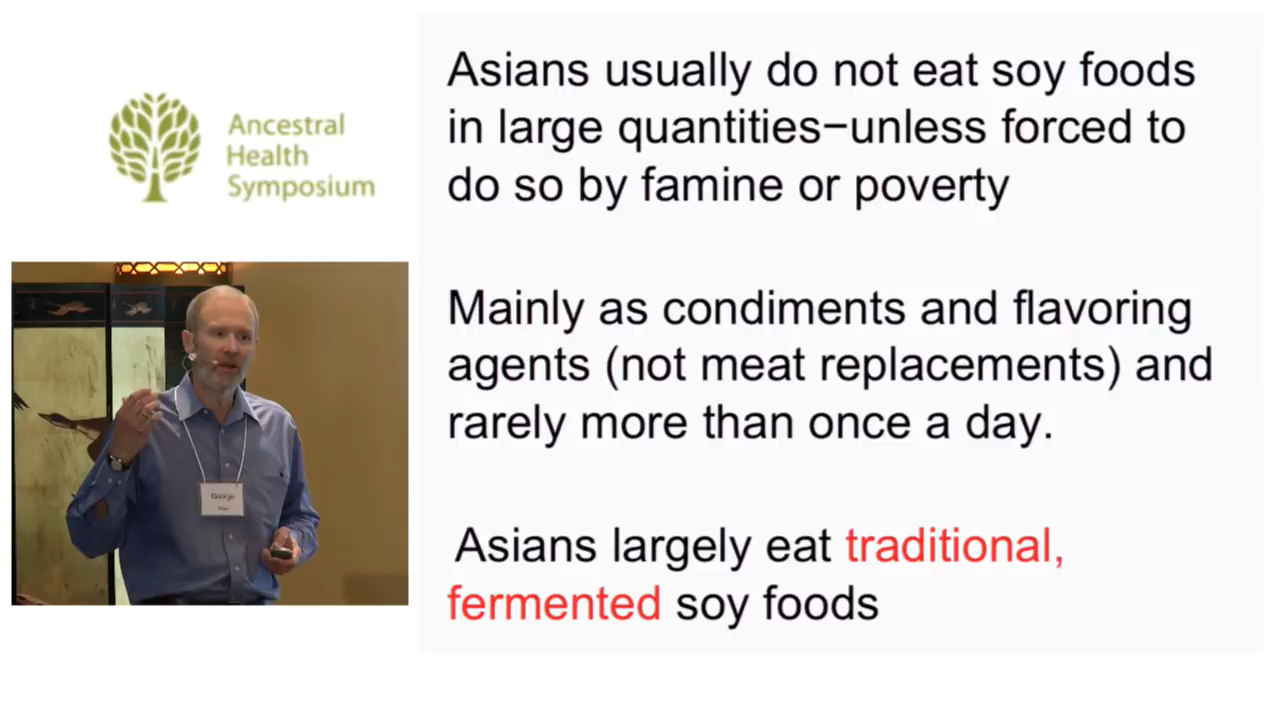 Ancestral
Health
Symposium
Asians usually do not eat soy foods
in large quantities−unless forced to
do so by famine or poverty
Mainly as condiments and flavoring
agents (not meat replacements) and
rarely more than once a day.
Asians largely eat traditional,
fermented soy foods
George